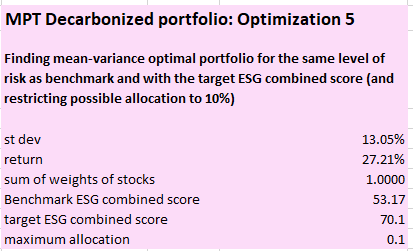 MPT Decarbonized portfolio: Optimization 5
Finding mean-variance optimal portfolio for the same level of
risk as benchmark and with the target ESG combined score (and
restricting possible allocation to 10%)
st dev 13.05%
return 27.21%
sum of weights of stocks 1.0000
Benchmark ESG combined score 53.17
target ESG combined score 70.1
maximum allocation 0.1